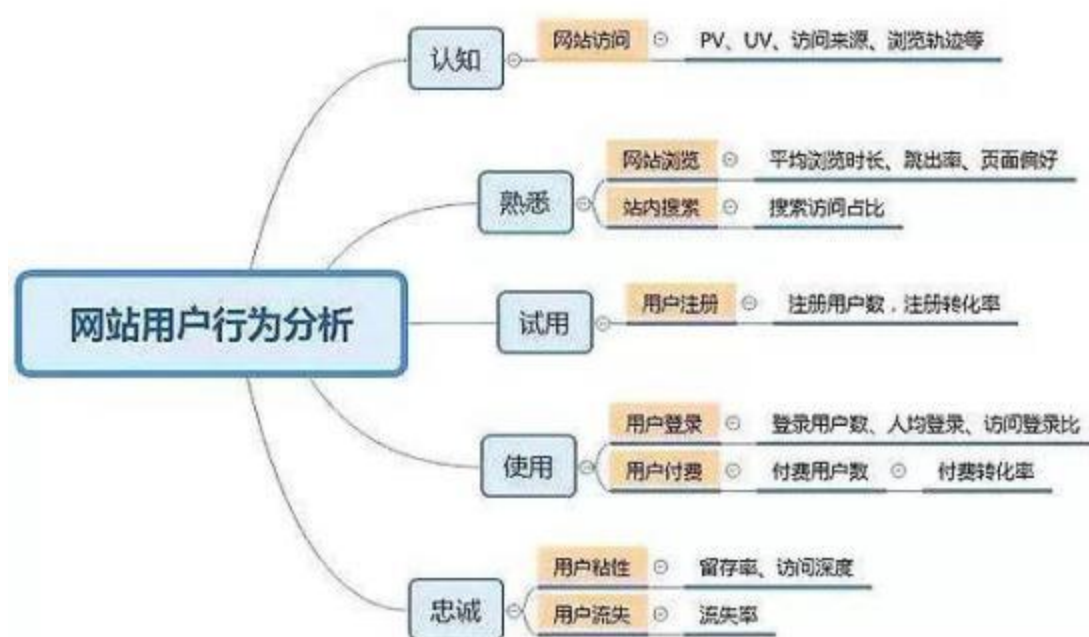 认知
网站访问
PV、UV、访问来源、浏览轨迹等
熟悉
网站浏览
平均浏览时长、跳出率、页面偏好
站内搜索
搜索访问占比
网站用户行为分析
试用
用户注册
注册用户数，注册转化率
使用
用户登录
登录用户数、人均登录、访问登录比
用户付费
付费用户数
付费转化率
忠诚
用户粘性
留存率、访问深度
用户流失
流失率